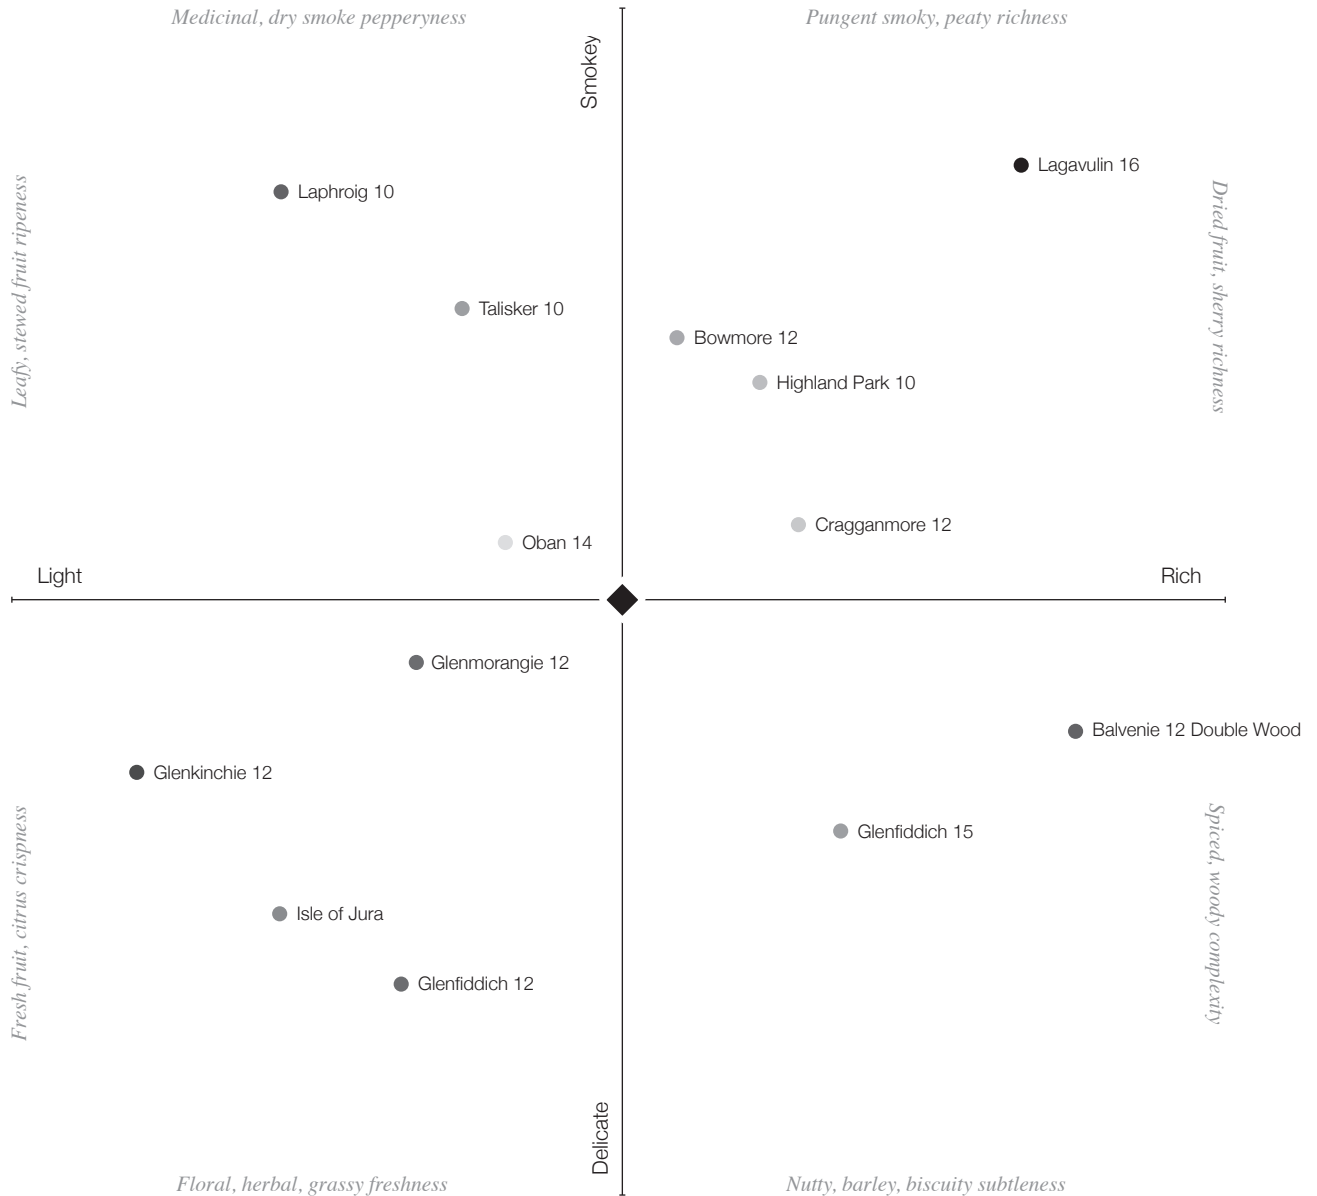 Medicinal, dry smoke pepperyness
Pungent smoky, peaty richness
Smokey
Lagavulin 16
Laphroig 10
Leafy, stewed fruit ripeness
Dried fruit, sherry richness
Talisker 10
Bowmore 12
Highland Park 10
Cragganmore 12
Oban 14
Light
Rich
Glenmorangie 12
Balvenie 12 Double Wood
Glenkinchie 12
Glenfiddich 15
Fresh fruit, citrus crispness
Spiced, woody complexity
Isle of Jura
Glenfiddich 12
Delicate
Floral, herbal, grassy freshness
Nutty, barley, biscuity subtleness